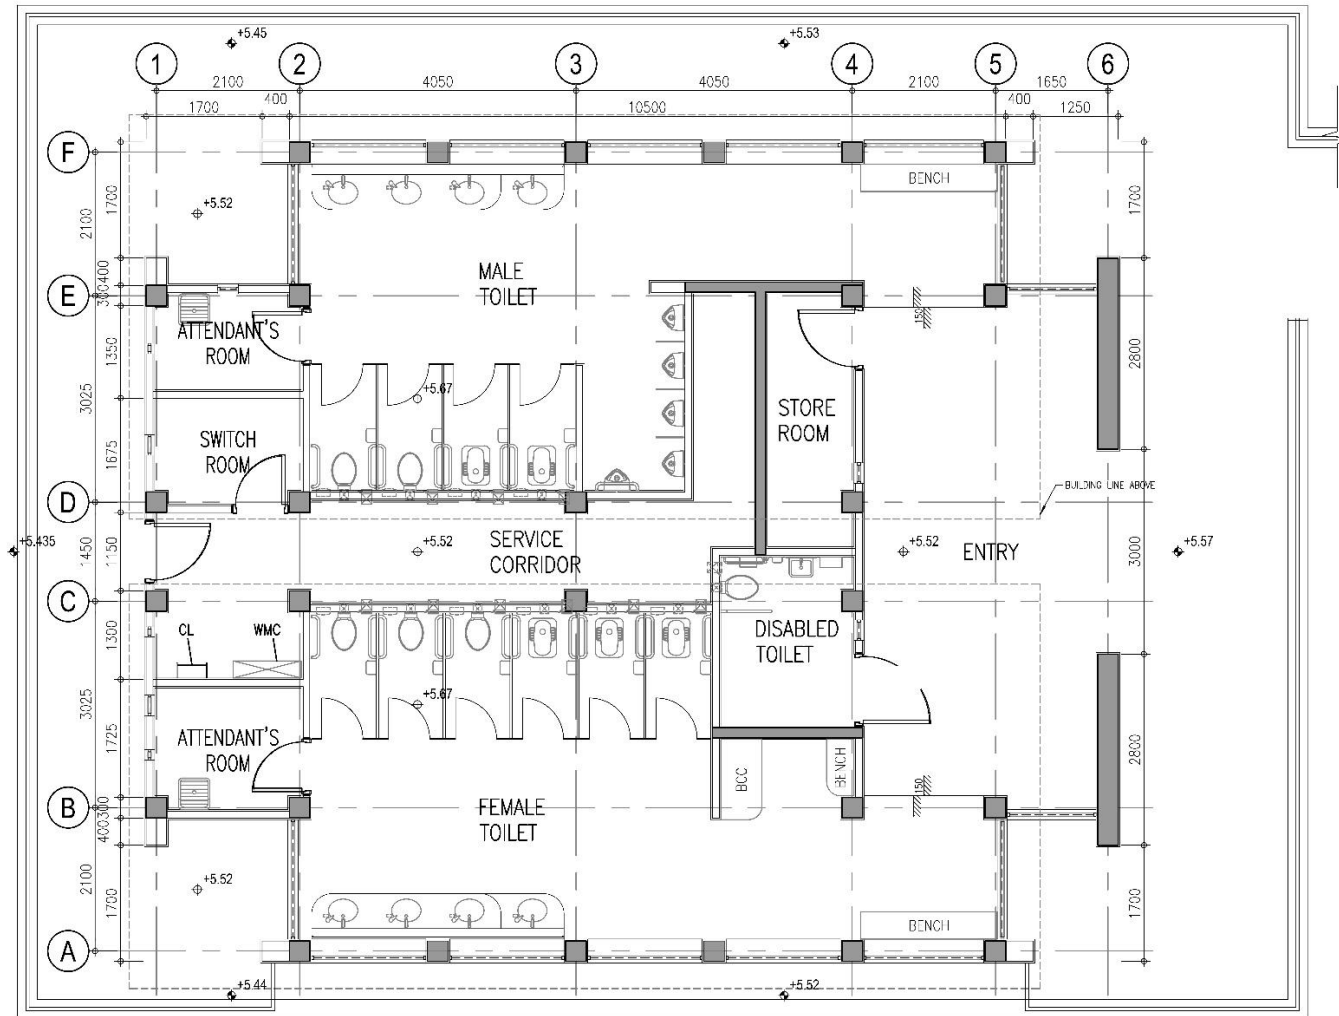 +5.45
+5.53
1
2
3
4
5
6
2100
4050
4050
2100
1650
1700
400
10500
400
1250
F
BENCH
+5.52
1700
2100
1700
400
E
300
MALE
TOILET
150
ATTENDANT'S
ROOM
1350
3025
+5.67
2800
STORE
ROOM
SWITCH
ROOM
1675
BUILDING LINE ABOVE
D
+5.435
1450
1150
SERVICE
CORRIDOR
+5.52
+5.52
ENTRY
3000
+5.57
C
CL
WMC
1300
DISABLED
TOILET
3025
+5.67
1725
ATTENDANT'S
ROOM
BCC
BENCH
2800
150
B
300
400
FEMALE
TOILET
+5.52
2100
1700
1700
BENCH
A
+5.44
+5.52